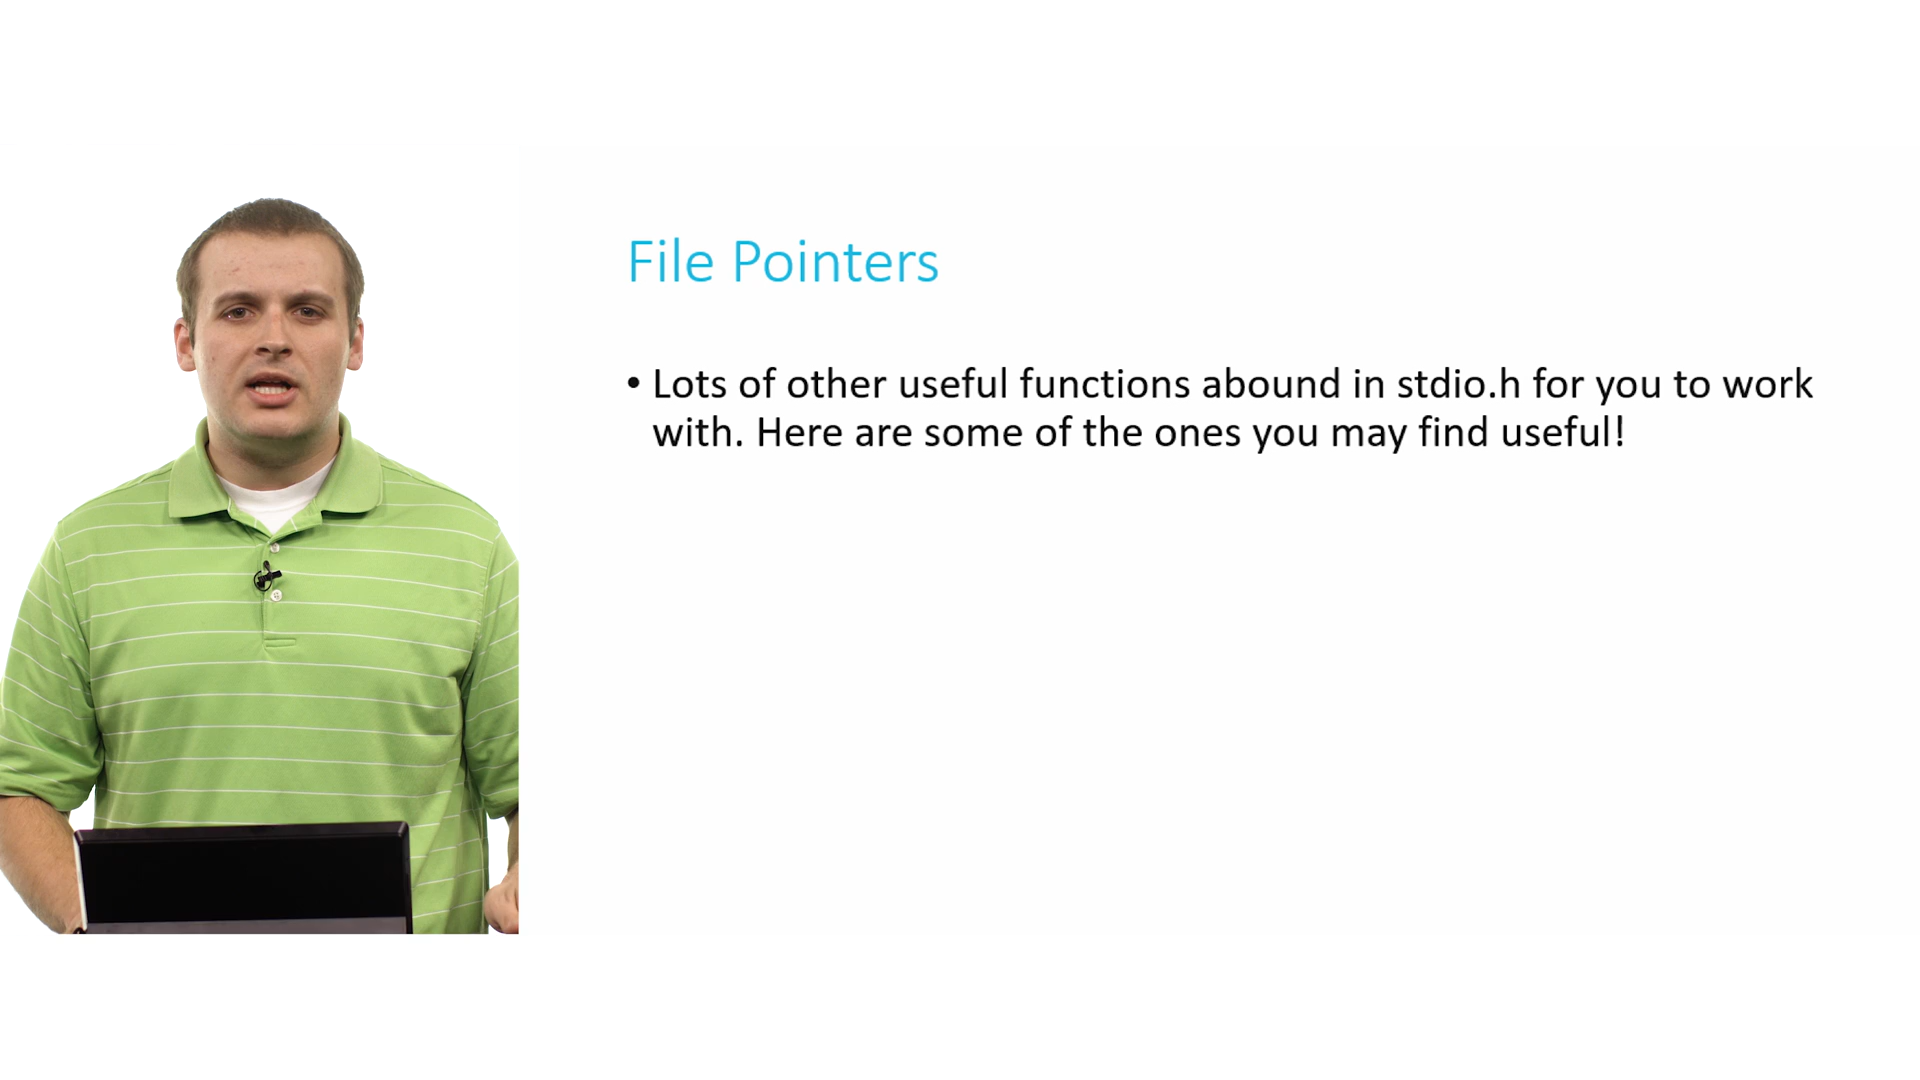 File Pointers
• Lots of other useful functions abound in stdio.h for you to work
with. Here are some of the ones you may find useful!